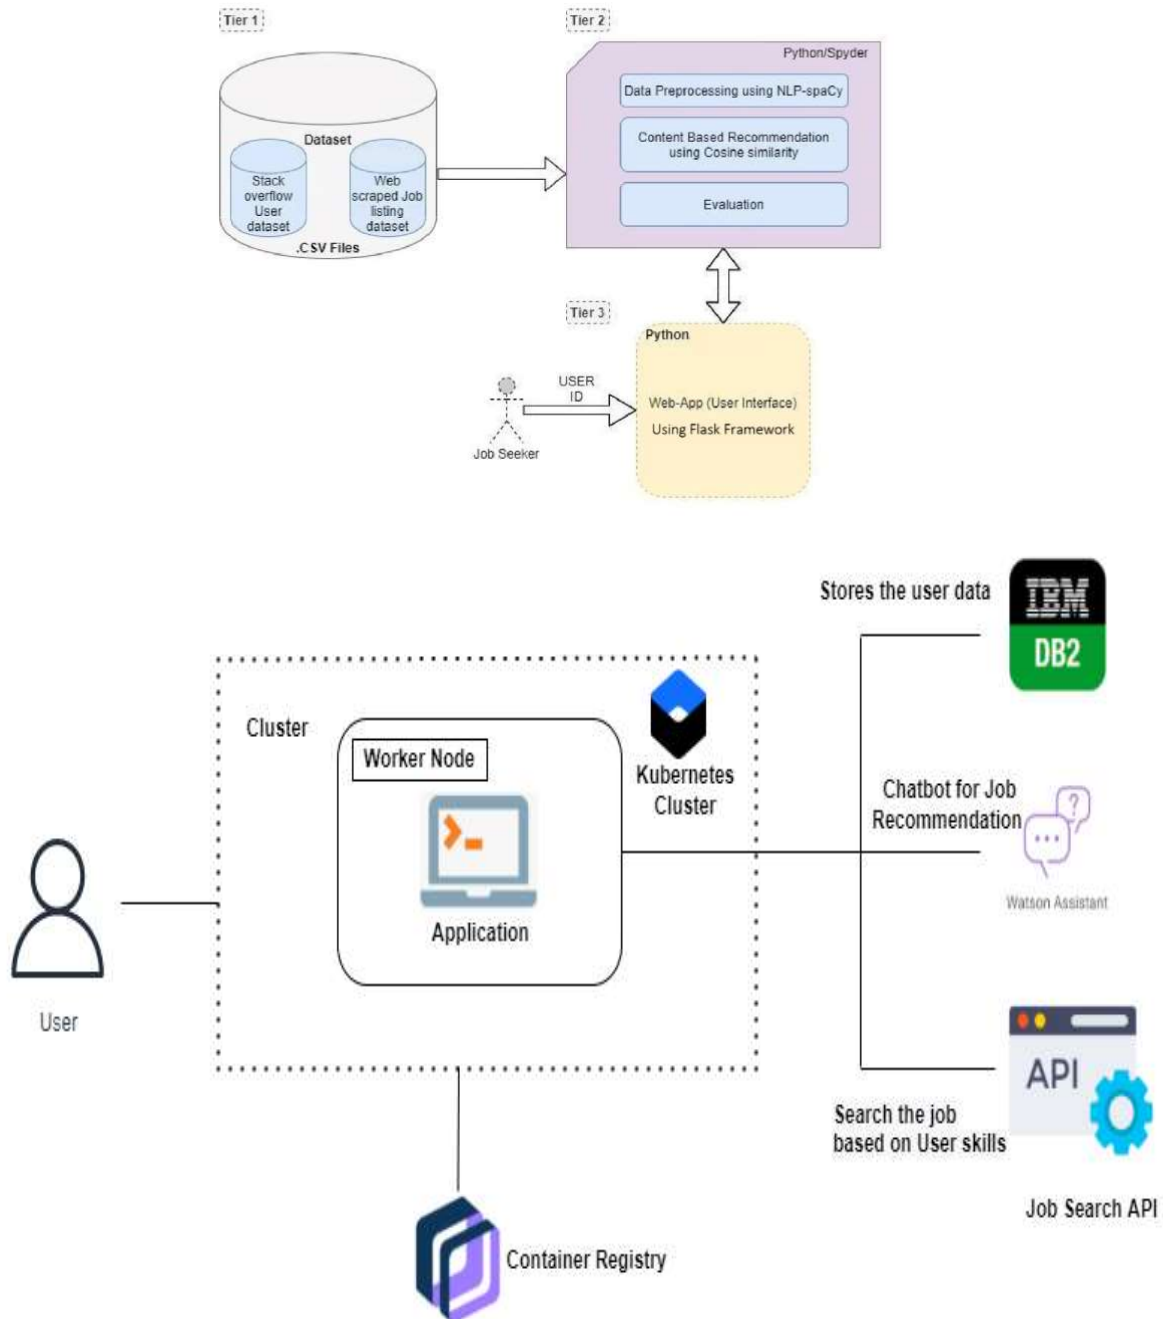 Tier 1
Dataset
Stack
overflow
User
dataset
Web
scraped Job
listing
dataset
.CSV Files
Tier 2
Python/Spyder
Data Preprocessing using NLP-spaCy
Content Based Recommendation
using Cosine similarity
Evaluation
Tier 3
Python
Web-App (User Interface)
Using Flask Framework
USER
ID
Job Seeker
Stores the user data
IBM
DB2
Cluster
Worker Node
Application
Kubernetes
Cluster
Chatbot for Job
Recommendation
?
Watson Assistant
User
API
Search the job
based on User skills
Job Search API
Container Registry